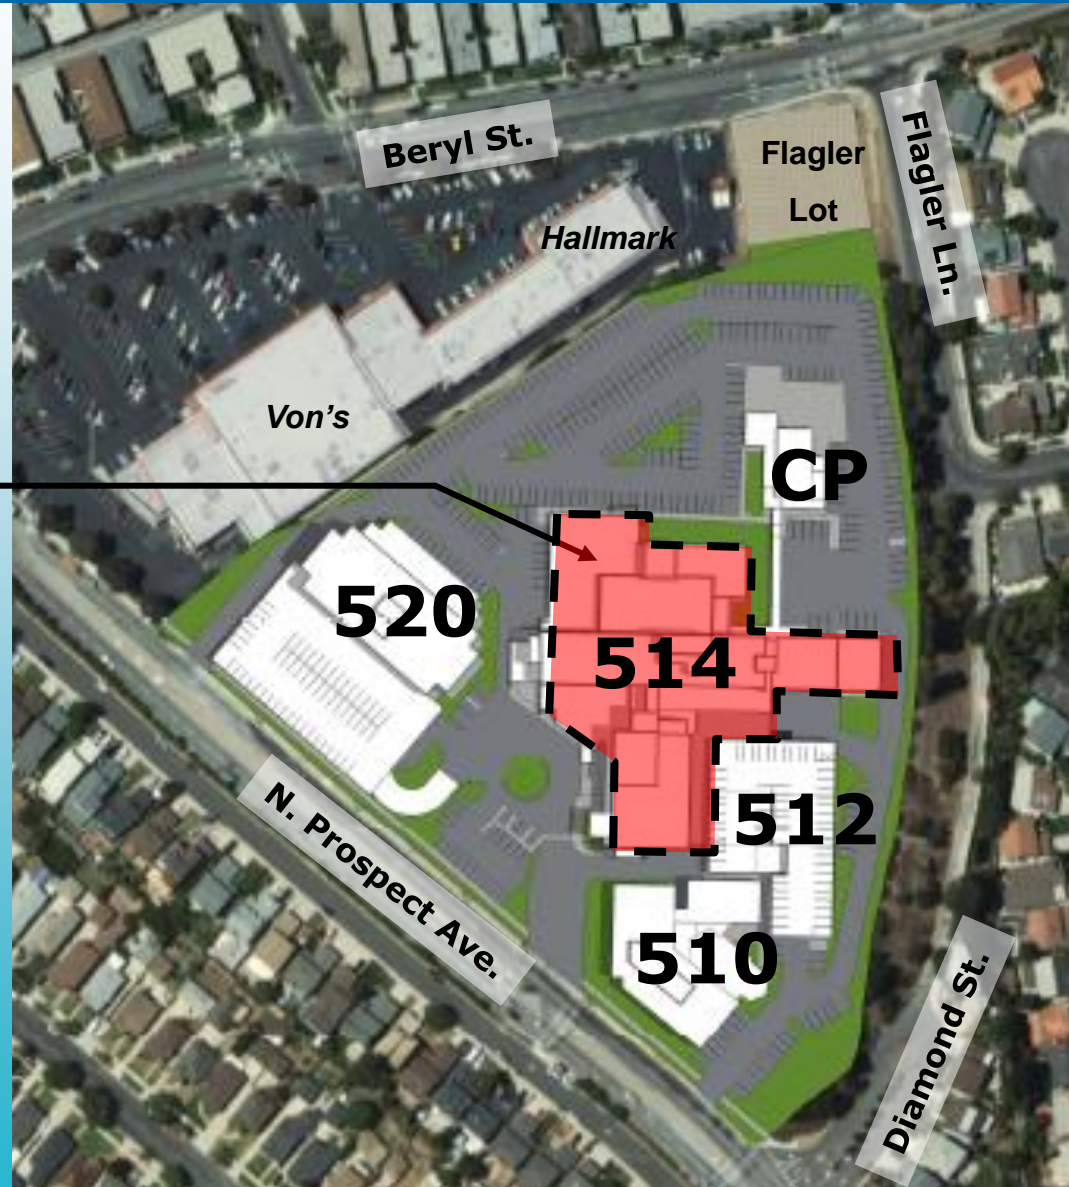 Beryl St.
Flagler
Lot
Flagler Ln.
Hallmark
Von's
CP
520
514
512
N. Prospect Ave.
510
Diamond St.